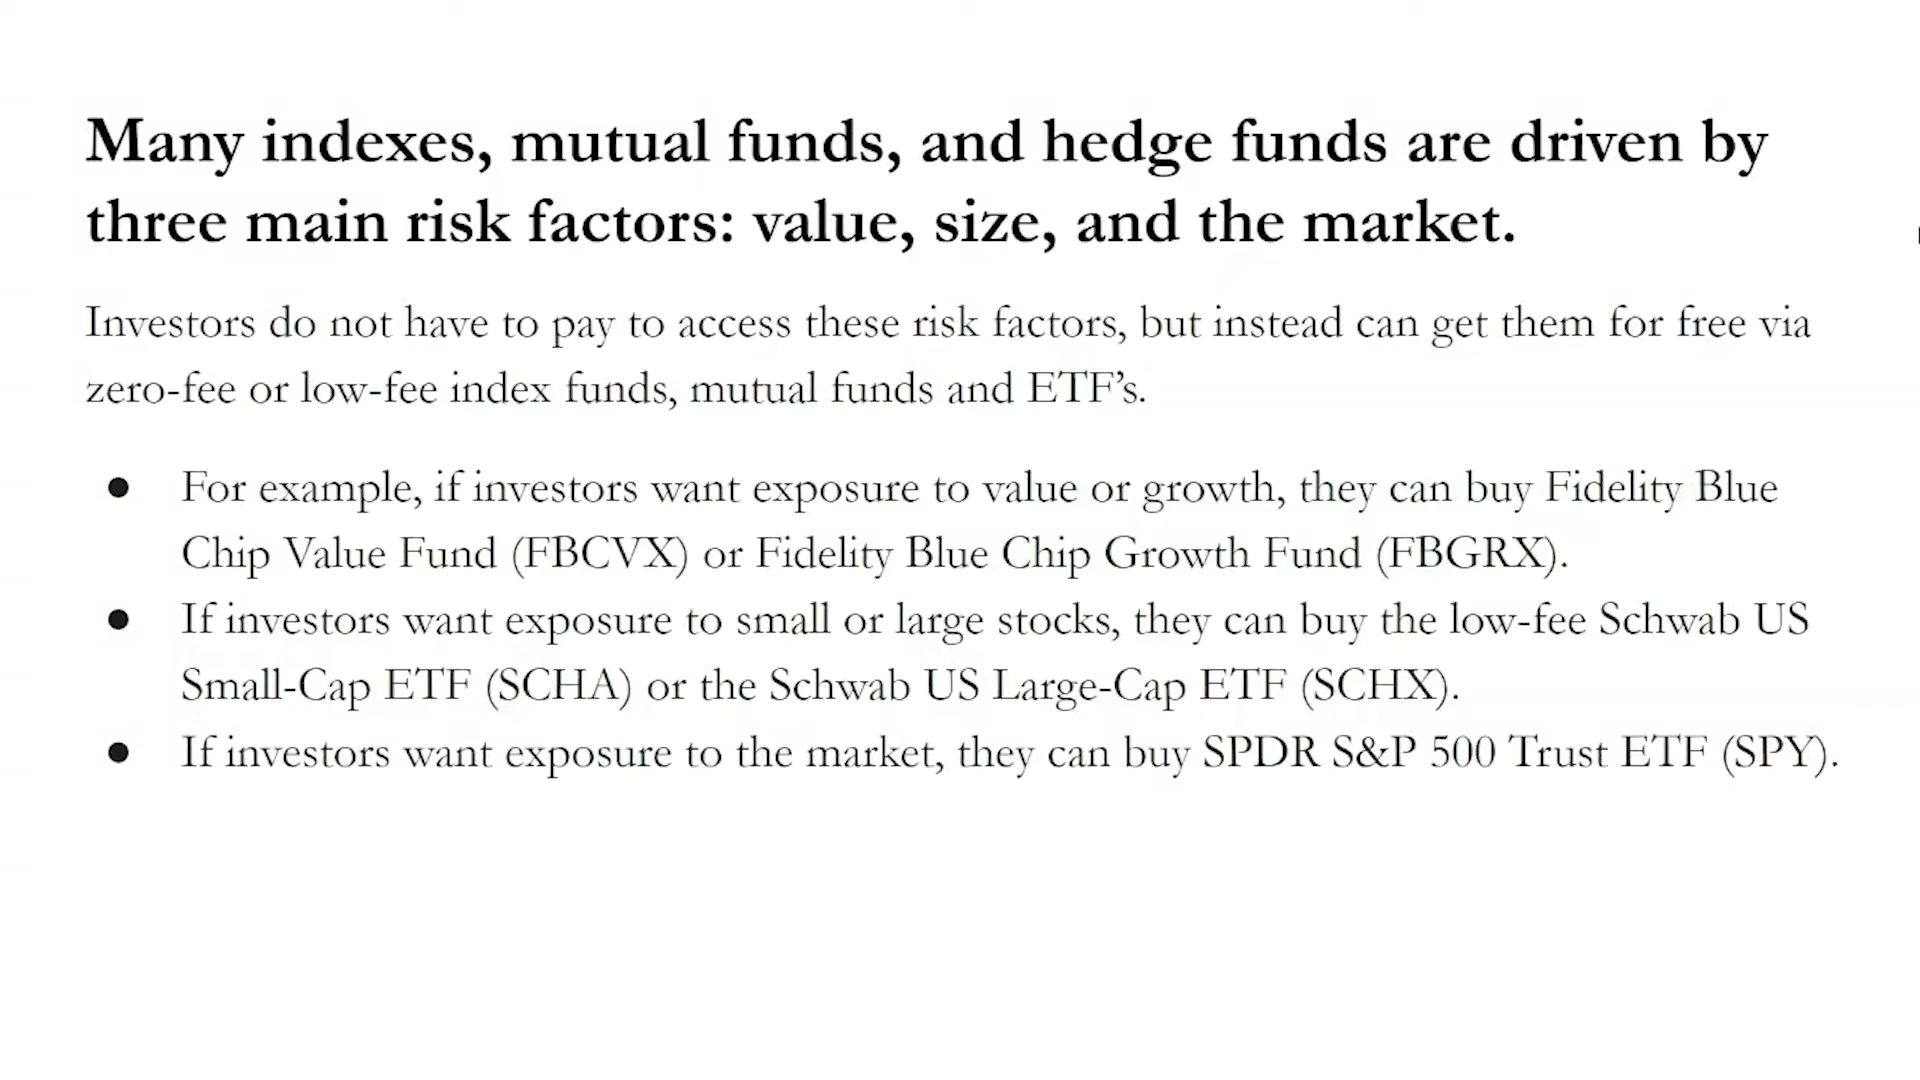 Many indexes, mutual funds, and hedge funds are driven by
three main risk factors: value, size, and the market.
Investors do not have to pay to access these risk factors, but instead can get them for free via
zero-fee or low-fee index funds, mutual funds and ETF’s.
● For example, if investors want exposure to value or growth, they can buy Fidelity Blue
Chip Value Fund (FBCVX) or Fidelity Blue Chip Growth Fund (FBGRX).
● If investors want exposure to small or large stocks, they can buy the low-fee Schwab US
Small-Cap ETF (SCHA) or the Schwab US Large-Cap ETF (SCHX).
● If investors want exposure to the market, they can buy SPDR S&P 500 Trust ETF (SPY).